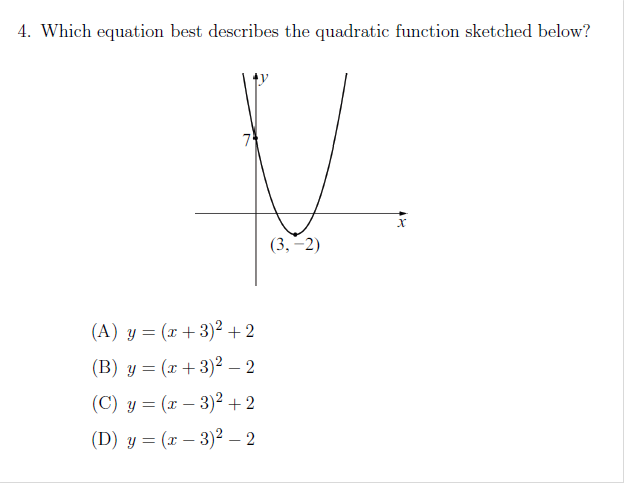 4. Which equation best describes the quadratic function sketched below?
y
7
x
(3, −2)
(A) y = (x + 3)² + 2
(B) y = (x + 3)² − 2
(C) y = (x − 3)² + 2
(D) y = (x − 3)² − 2